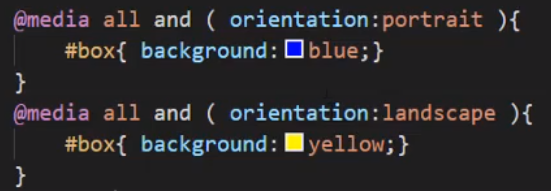 @media all and ( orientation:portrait ){
#box{ background:blue;}
}
@media all and ( orientation:landscape ){
#box{ background:yellow;}
}